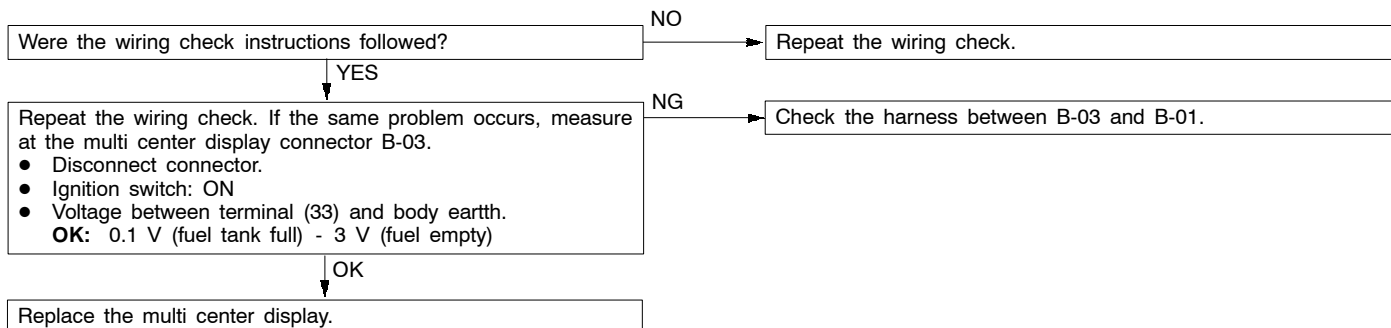 Were the wiring check instructions followed?
NO
Repeat the wiring check.
YES
Repeat the wiring check. If the same problem occurs, measure
at the multi center display connector B-03.
● Disconnect connector.
● Ignition switch: ON
● Voltage between terminal (33) and body eartth.
OK: 0.1 V (fuel tank full) - 3 V (fuel empty)
NG
Check the harness between B-03 and B-01.
OK
Replace the multi center display.